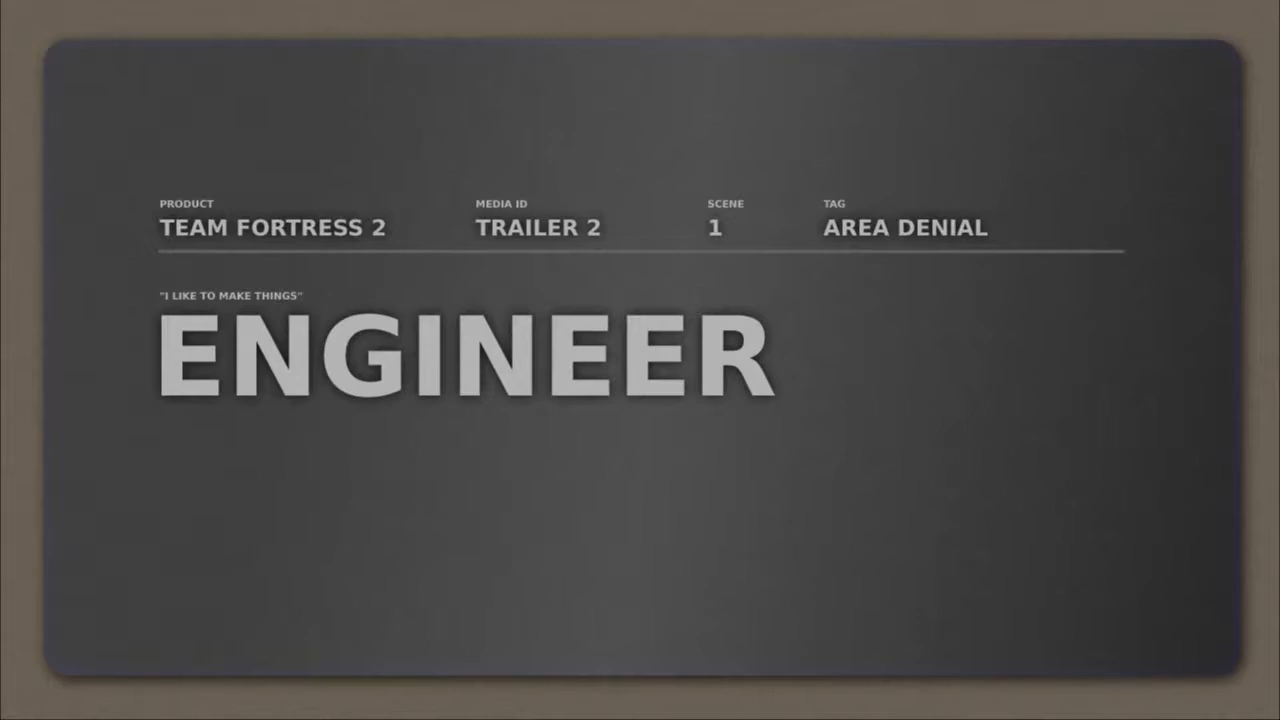 PRODUCT MEDIA ID SCENE TAG
TEAM FORTRESS 2 TRAILER 2 1 AREA DENIAL
"I LIKE TO MAKE THINGS"
ENGINEER